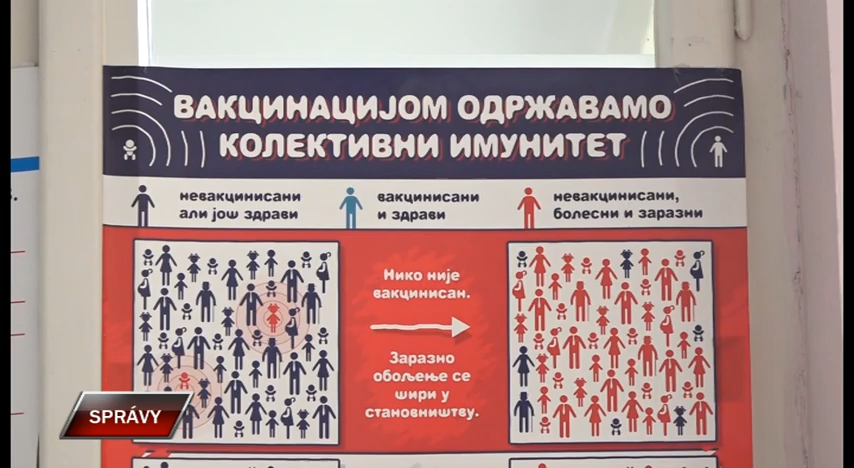 ВАКЦИНАЦИЈОМ ОДРЖАВАМО
КОЛЕКТИВНИ ИМУНИТЕТ
невакцинисани
али још здрави
вакцинисани
и здрави
невакцинисани,
болесни и заразни
Нико није
вакцинисан.
Заразно
обољење се
шири у
становништву.
SPRÁVY